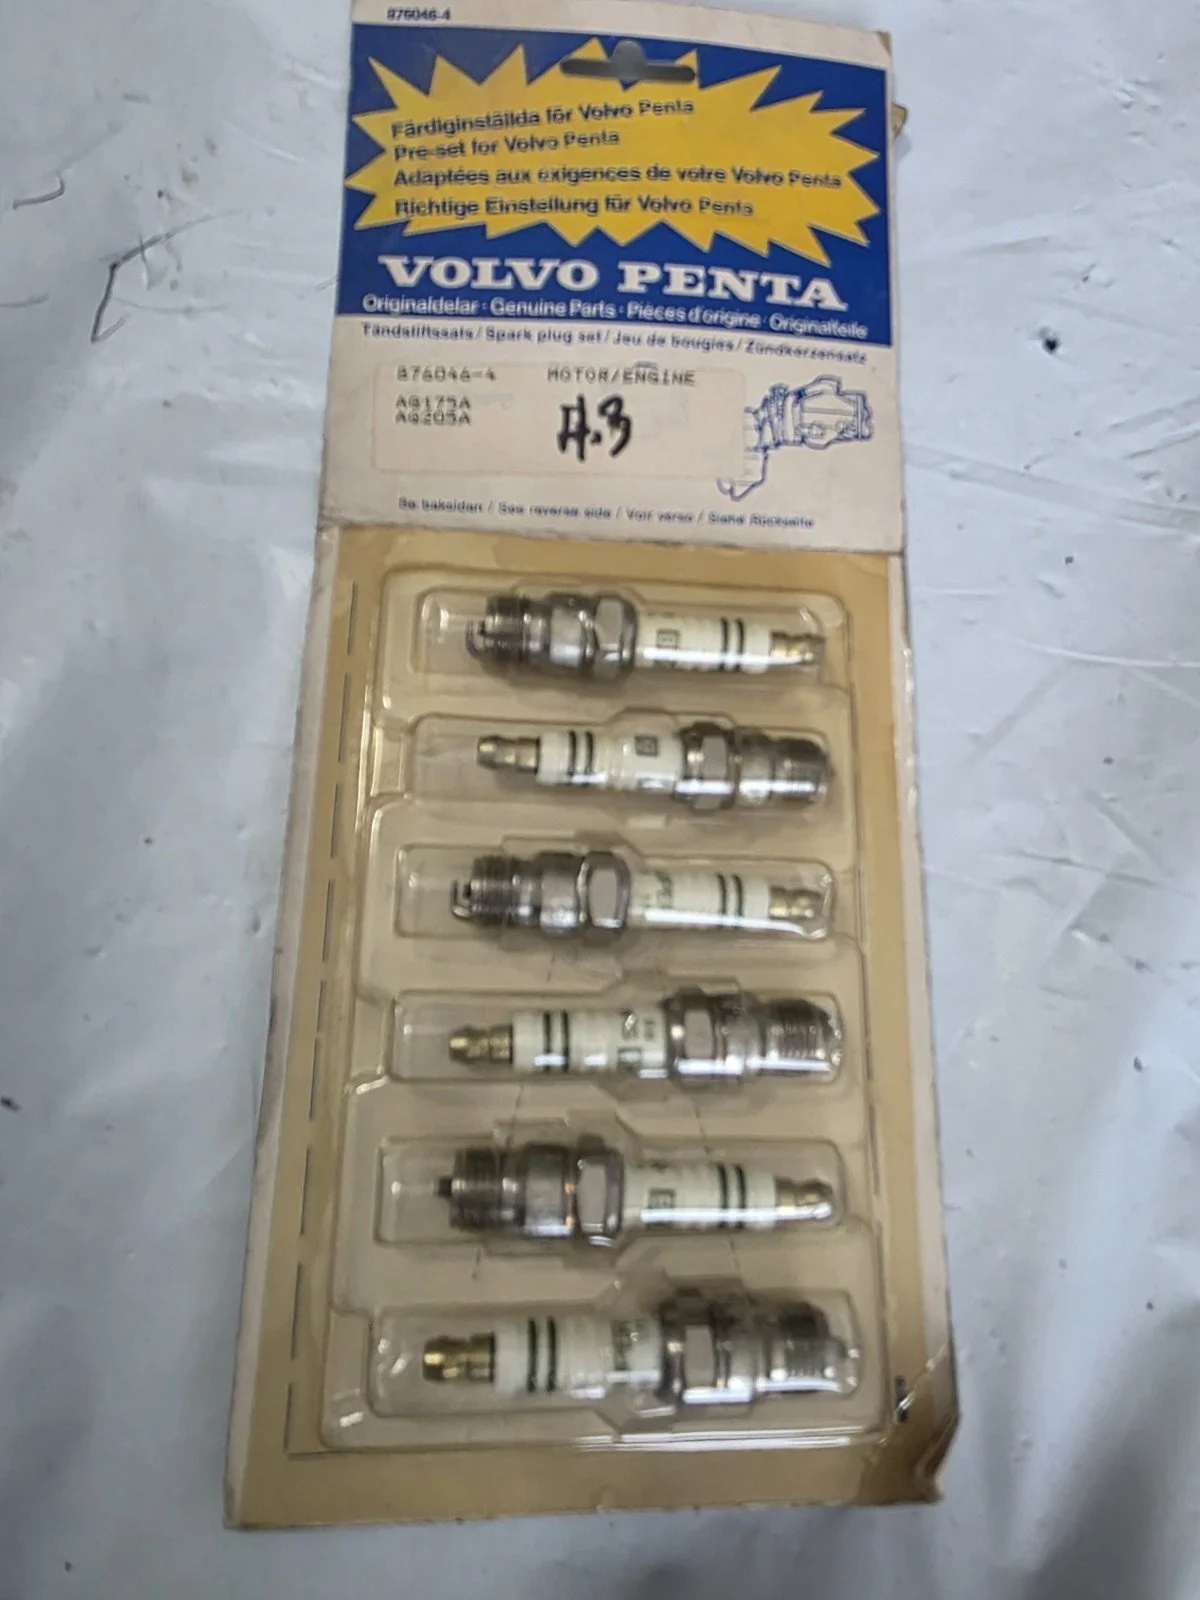 876046-4
Färdiginställda för Volvo Penta
Pre-set for Volvo Penta
Adaptées aux exigences de votre Volvo Penta
Richtige Einstellung für Volvo Penta
VOLVO PENTA
Originaldelar · Genuine Parts · Pièces d'origine · Originalteile
Tändstiftssats / Spark plug set / Jeu de bougies / Zündkerzensatz
876046-4 MOTOR/ENGINE
AQ175A
AQ205A
A.3
Se baksidan / See reverse side / Voir verso / Siehe Rückseite